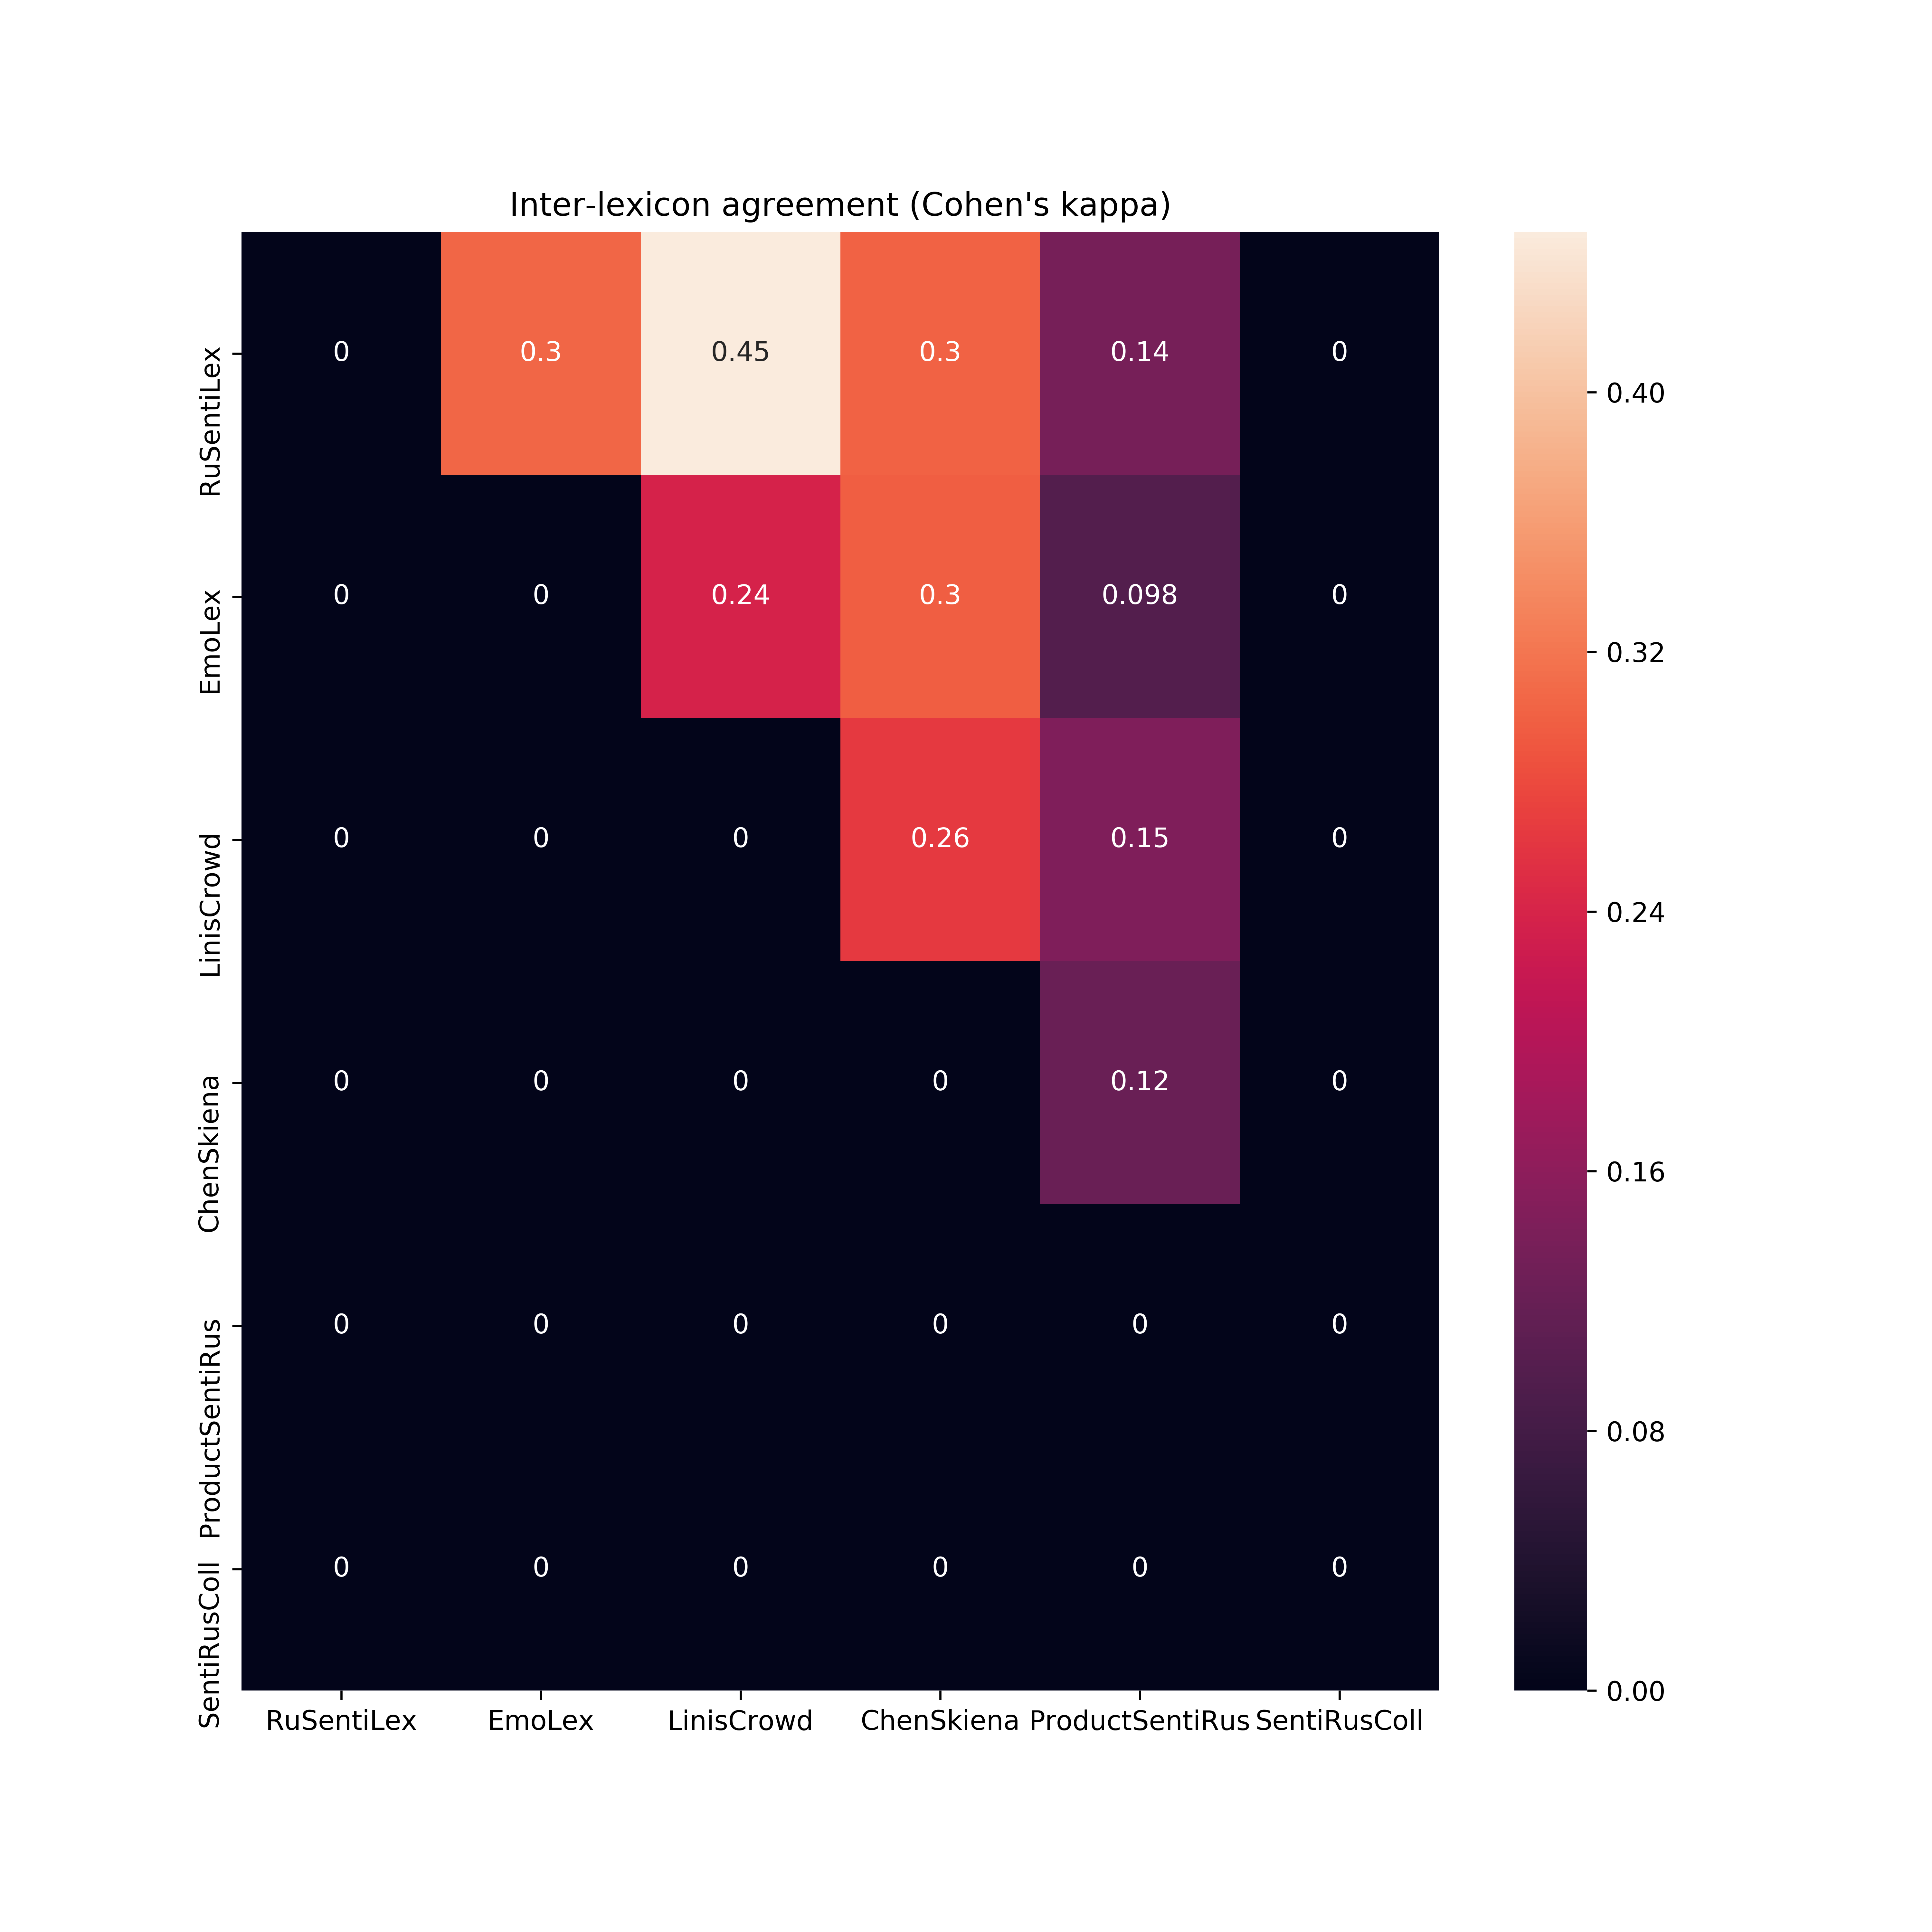 Inter-lexicon agreement (Cohen's kappa)
RuSentiLex
0 0.3 0.45 0.3 0.14 0
EmoLex
0 0 0.24 0.3 0.098 0
LinisCrowd
0 0 0 0.26 0.15 0
ChenSkiena
0 0 0 0 0.12 0
ProductSentiRus
0 0 0 0 0 0
SentiRusColl
0 0 0 0 0 0
RuSentiLex EmoLex LinisCrowd ChenSkiena ProductSentiRus SentiRusColl
0.40
0.32
0.24
0.16
0.08
0.00